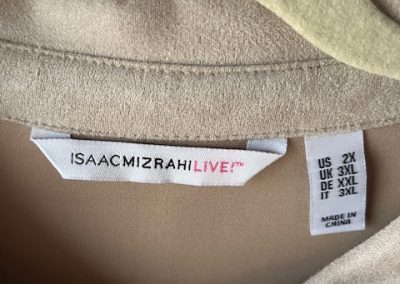 ISAACMIZRAHILIVE!™
US 2X
UK 3XL
DE XXL
IT 3XL
MADE IN
CHINA